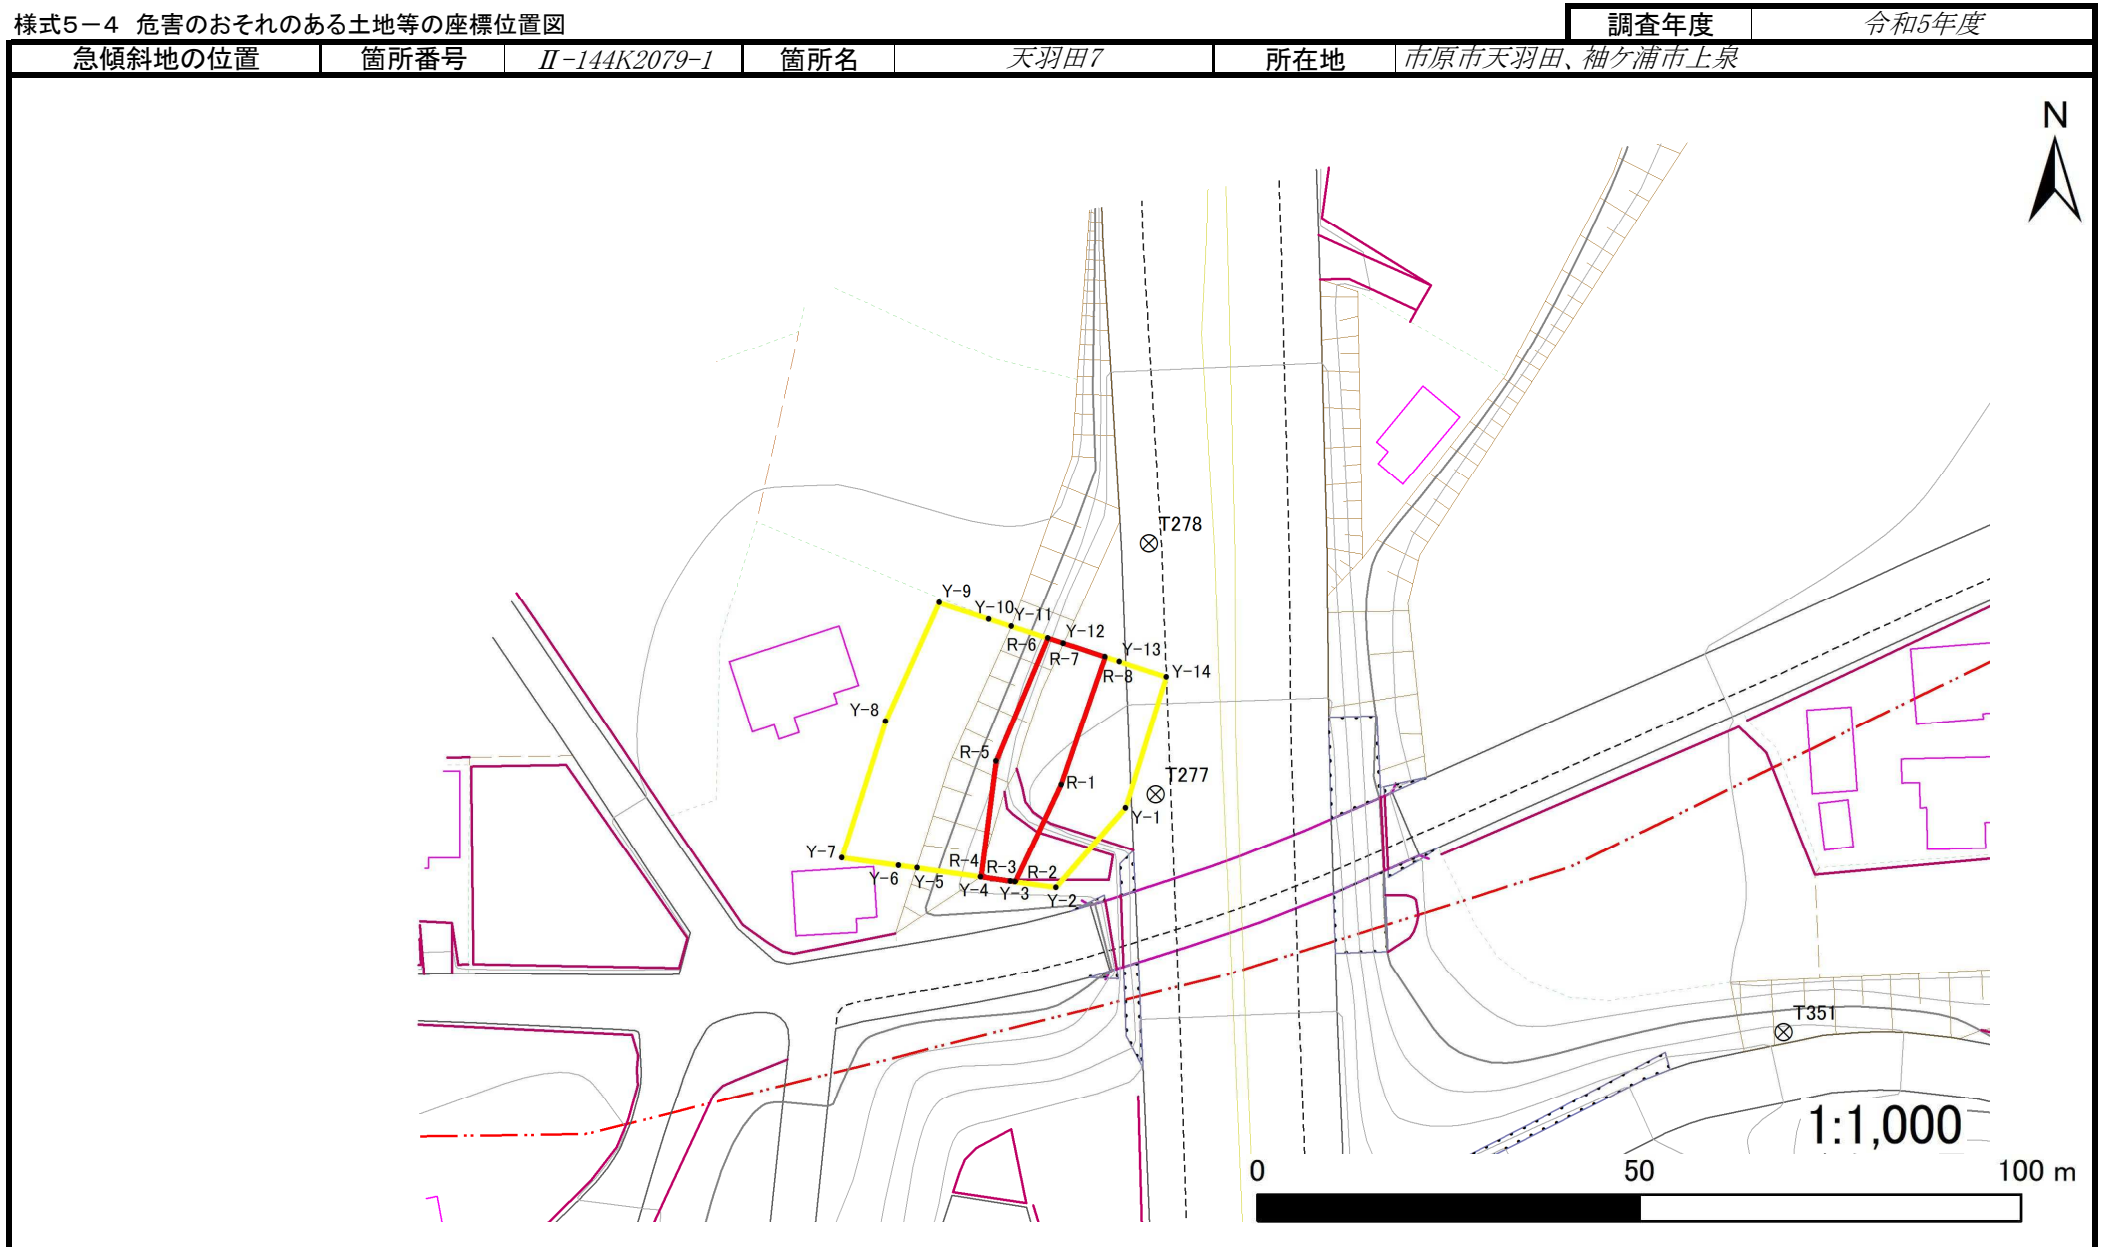 様式5-4 危害のおそれのある土地等の座標位置図
調査年度 令和5年度
急傾斜地の位置 箇所番号 Ⅱ-144K2079-1 箇所名 天羽田7 所在地 市原市天羽田、袖ケ浦市上泉
N
T278
Y-9
Y-10
Y-11
R-6
Y-12
R-7
Y-13
R-8
Y-14
Y-8
R-5
R-1
T277
Y-1
Y-7
Y-6
Y-5
R-4
R-3
R-2
Y-4
Y-3
Y-2
T351
1:1,000
0 50 100 m